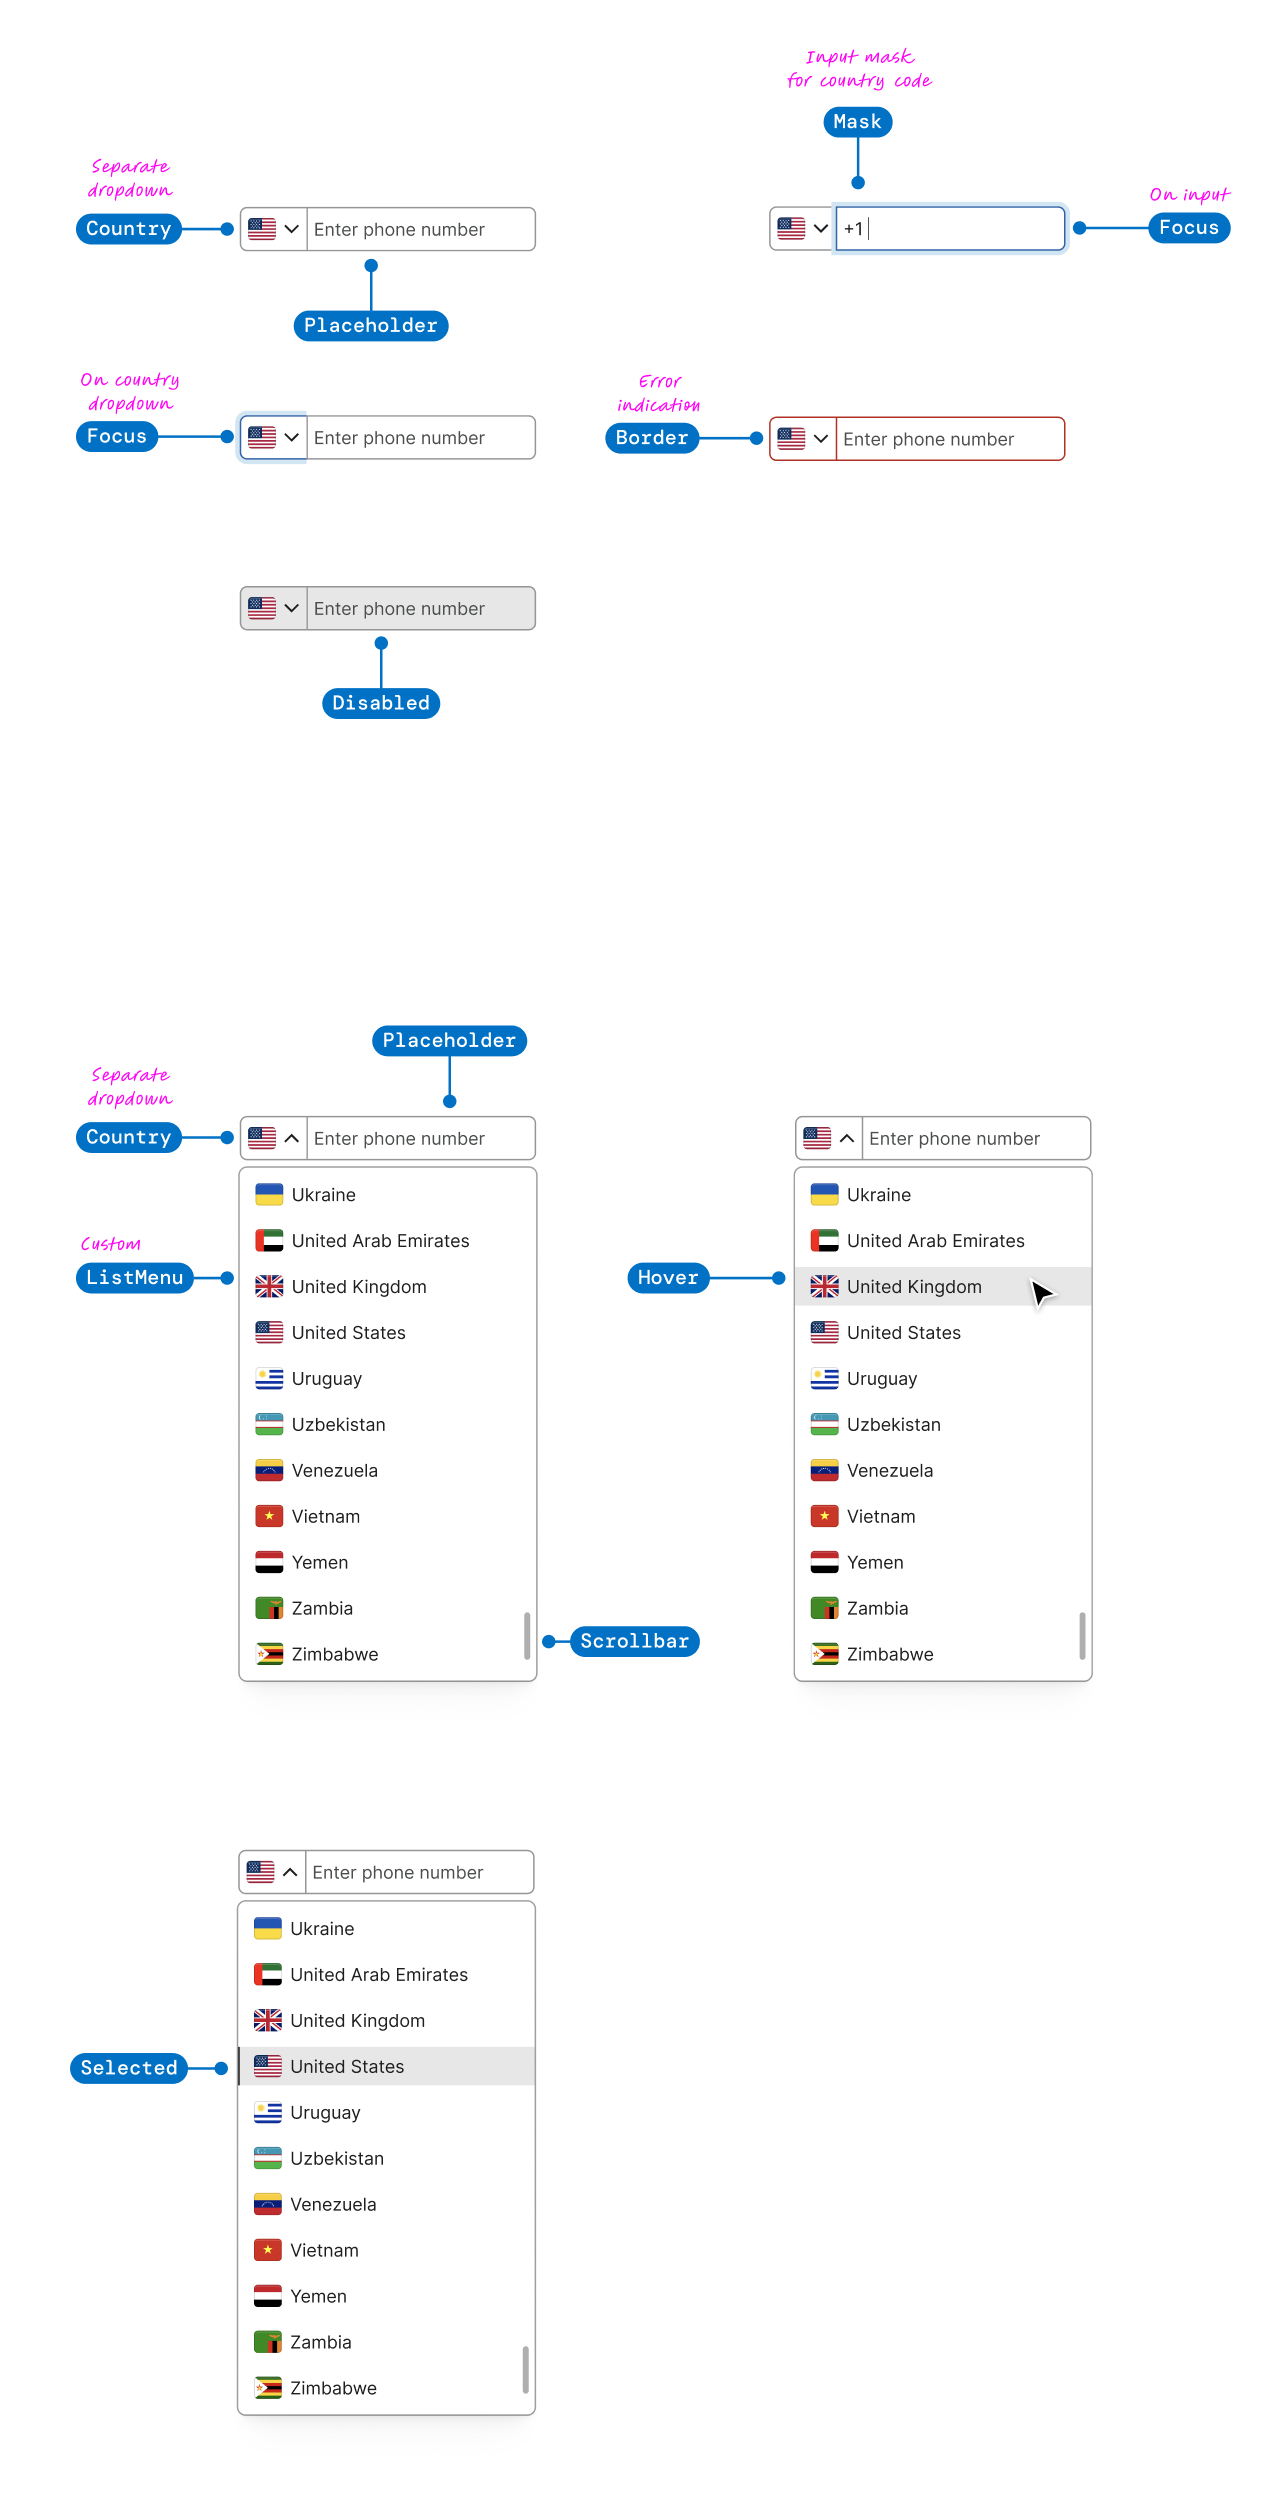 Input mask
for country code
Mask
Separate
dropdown
Country
Enter phone number
Placeholder
+1
On input
Focus
On country
dropdown
Focus
Enter phone number
Error
indication
Border
Enter phone number
Enter phone number
Disabled
Placeholder
Separate
dropdown
Country
Enter phone number
Custom
ListMenu
Ukraine
United Arab Emirates
United Kingdom
United States
Uruguay
Uzbekistan
Venezuela
Vietnam
Yemen
Zambia
Zimbabwe
Scrollbar
Enter phone number
Hover
Ukraine
United Arab Emirates
United Kingdom
United States
Uruguay
Uzbekistan
Venezuela
Vietnam
Yemen
Zambia
Zimbabwe
Enter phone number
Selected
Ukraine
United Arab Emirates
United Kingdom
United States
Uruguay
Uzbekistan
Venezuela
Vietnam
Yemen
Zambia
Zimbabwe